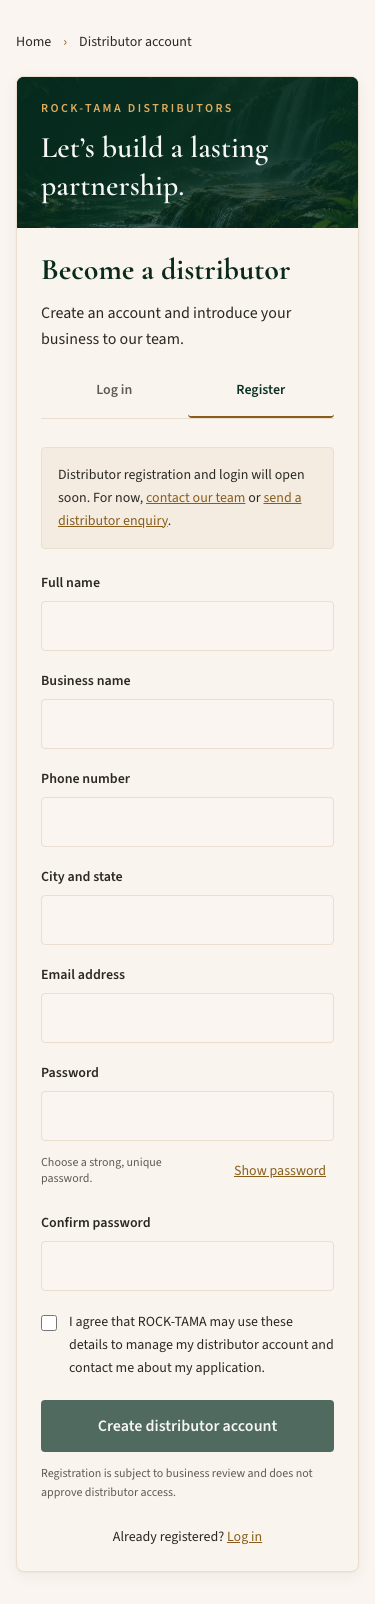 Home › Distributor account
ROCK-TAMA DISTRIBUTORS
Let’s build a lasting
partnership.
Become a distributor
Create an account and introduce your
business to our team.
Log in
Register
Distributor registration and login will open
soon. For now, contact our team or send a
distributor enquiry.
Full name
Business name
Phone number
City and state
Email address
Password
Choose a strong, unique
password.
Show password
Confirm password
I agree that ROCK-TAMA may use these
details to manage my distributor account and
contact me about my application.
Create distributor account
Registration is subject to business review and does not
approve distributor access.
Already registered? Log in